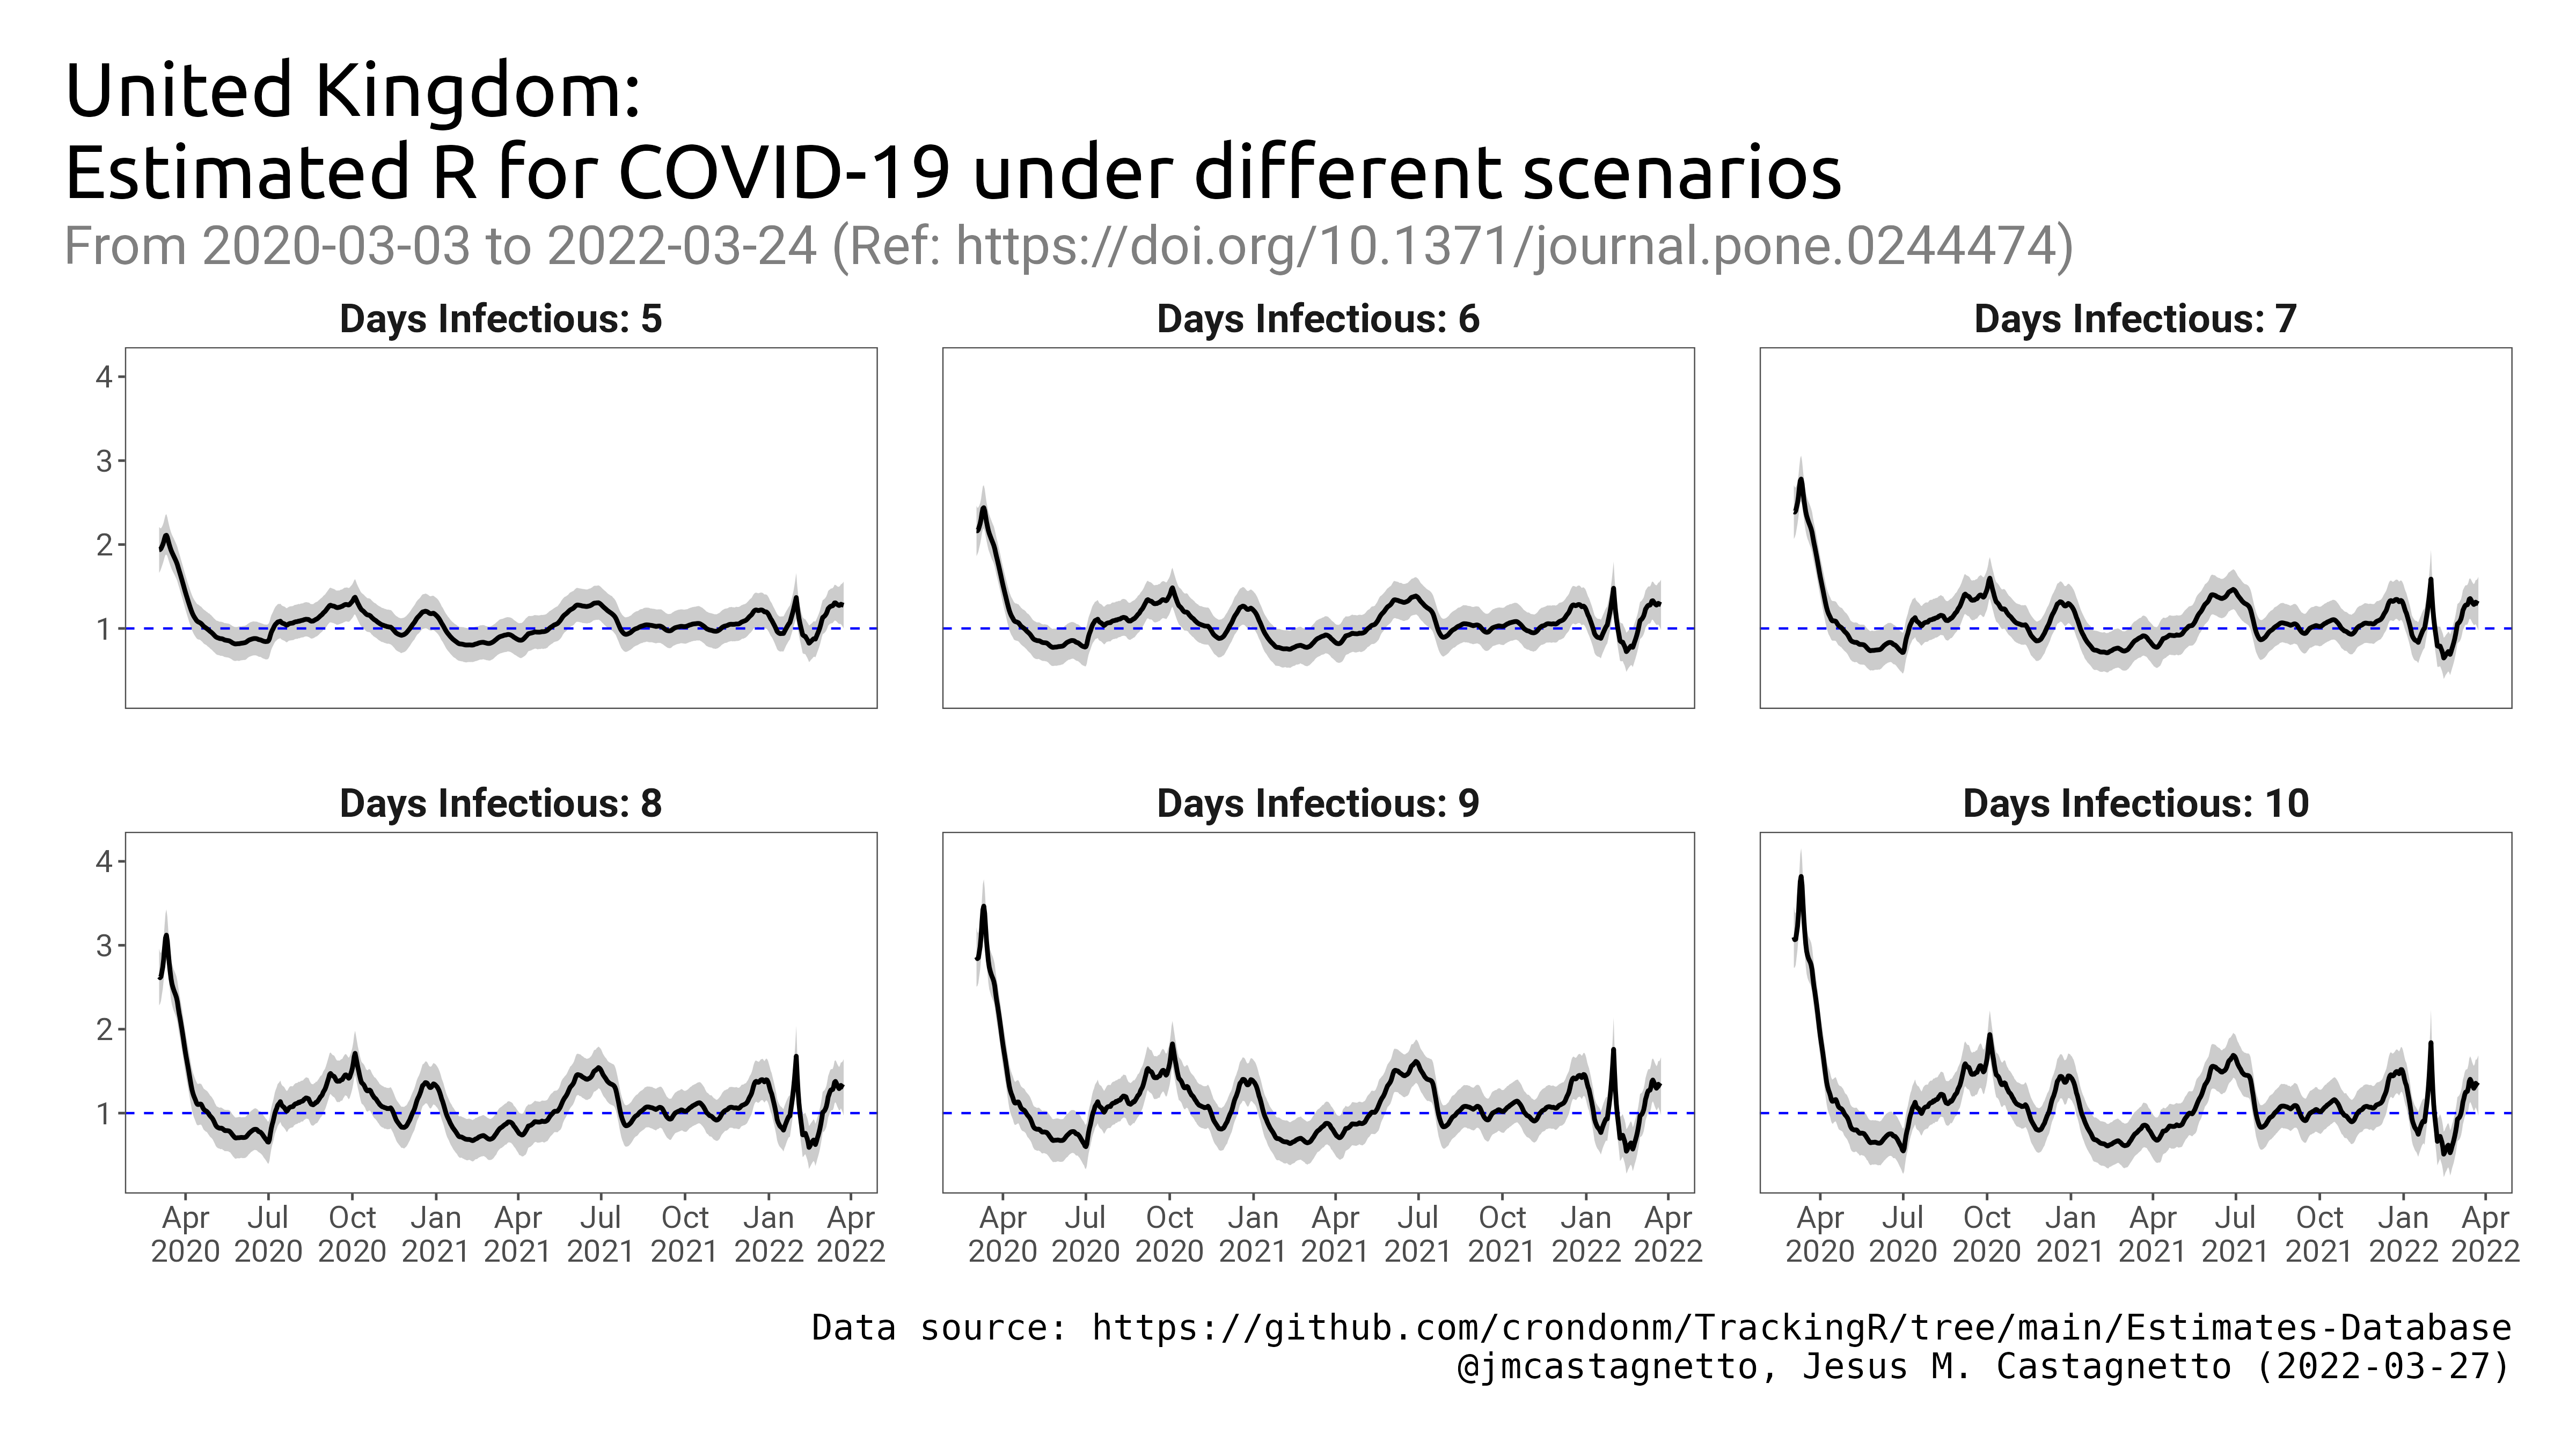 United Kingdom:
Estimated R for COVID-19 under different scenarios
From 2020-03-03 to 2022-03-24 (Ref: https://doi.org/10.1371/journal.pone.0244474)
Days Infectious: 5
Days Infectious: 6
Days Infectious: 7
4
3
2
1
Days Infectious: 8
Days Infectious: 9
Days Infectious: 10
4
3
2
1
Apr Jul Oct Jan Apr Jul Oct Jan Apr
2020 2020 2020 2021 2021 2021 2021 2022 2022
Apr Jul Oct Jan Apr Jul Oct Jan Apr
2020 2020 2020 2021 2021 2021 2021 2022 2022
Apr Jul Oct Jan Apr Jul Oct Jan Apr
2020 2020 2020 2021 2021 2021 2021 2022 2022
Data source: https://github.com/crondonm/TrackingR/tree/main/Estimates-Database
@jmcastagnetto, Jesus M. Castagnetto (2022-03-27)